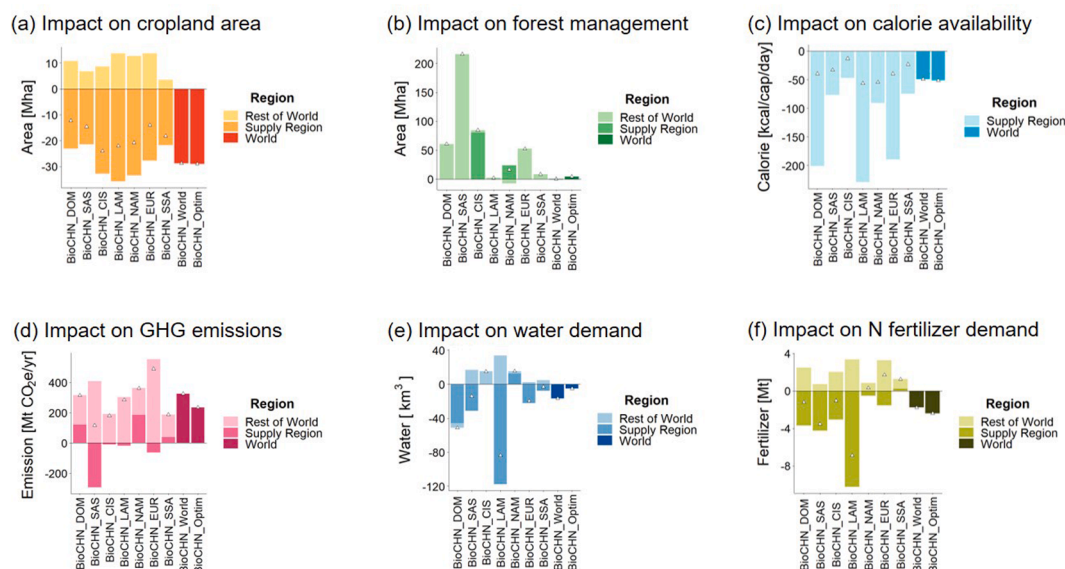 (a) Impact on cropland area
Area [Mha]
10
0
-10
-20
-30
BioCHN_DOM
BioCHN_SAS
BioCHN_CIS
BioCHN_LAM
BioCHN_NAM
BioCHN_EUR
BioCHN_SSA
BioCHN_World
BioCHN_Optim
Region
Rest of World
Supply Region
World
(b) Impact on forest management
Area [Mha]
200
150
100
50
0
BioCHN_DOM
BioCHN_SAS
BioCHN_CIS
BioCHN_LAM
BioCHN_NAM
BioCHN_EUR
BioCHN_SSA
BioCHN_World
BioCHN_Optim
Region
Rest of World
Supply Region
World
(c) Impact on calorie availability
Calorie [kcal/cap/day]
0
-50
-100
-150
-200
BioCHN_DOM
BioCHN_SAS
BioCHN_CIS
BioCHN_LAM
BioCHN_NAM
BioCHN_EUR
BioCHN_SSA
BioCHN_World
BioCHN_Optim
Region
Supply Region
World
(d) Impact on GHG emissions
Emission [Mt CO₂e/yr]
400
200
0
-200
BioCHN_DOM
BioCHN_SAS
BioCHN_CIS
BioCHN_LAM
BioCHN_NAM
BioCHN_EUR
BioCHN_SSA
BioCHN_World
BioCHN_Optim
Region
Rest of World
Supply Region
World
(e) Impact on water demand
Water [ km³]
40
0
-40
-80
-120
BioCHN_DOM
BioCHN_SAS
BioCHN_CIS
BioCHN_LAM
BioCHN_NAM
BioCHN_EUR
BioCHN_SSA
BioCHN_World
BioCHN_Optim
Region
Rest of World
Supply Region
World
(f) Impact on N fertilizer demand
Fertilizer [Mt]
4
0
-4
-8
BioCHN_DOM
BioCHN_SAS
BioCHN_CIS
BioCHN_LAM
BioCHN_NAM
BioCHN_EUR
BioCHN_SSA
BioCHN_World
BioCHN_Optim
Region
Rest of World
Supply Region
World